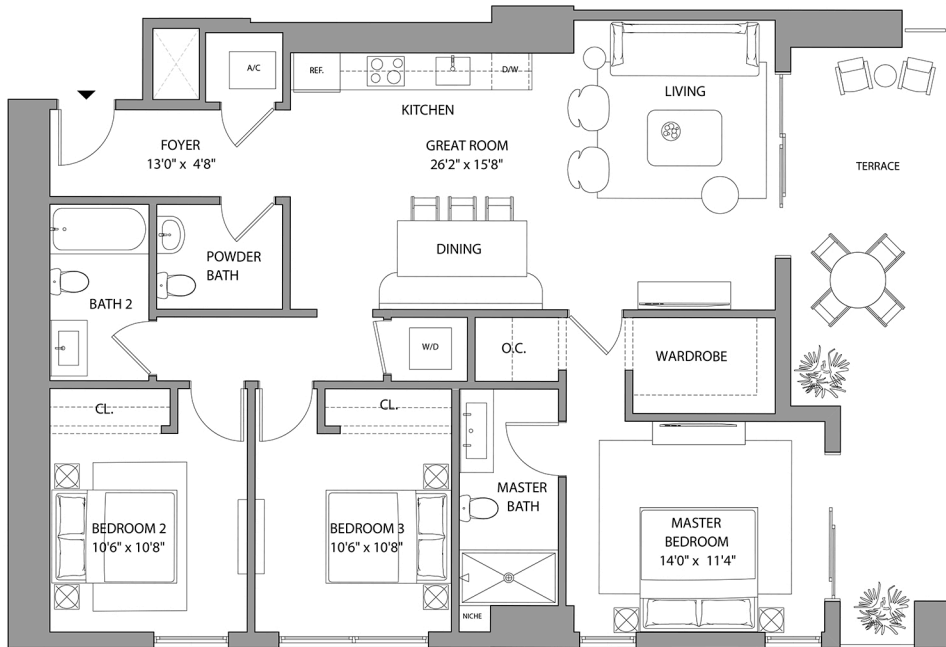 A/C
REF.
D/W
KITCHEN
LIVING
FOYER
13'0" x 4'8"
GREAT ROOM
26'2" x 15'8"
TERRACE
POWDER
BATH
DINING
BATH 2
W/D
O.C.
WARDROBE
CL.
CL.
MASTER
BATH
BEDROOM 2
10'6" x 10'8"
BEDROOM 3
10'6" x 10'8"
MASTER
BEDROOM
14'0" x 11'4"
NICHE